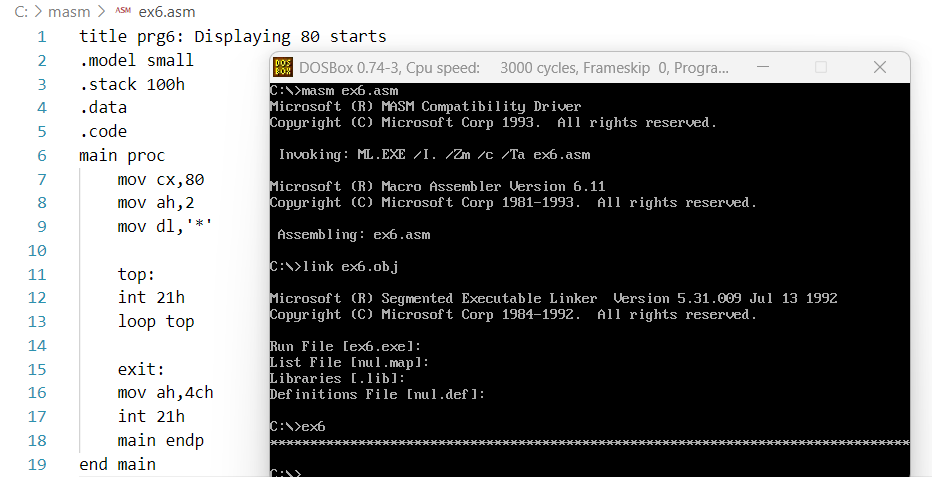 C: > masm > ASM ex6.asm
1 title prg6: Displaying 80 starts
2 .model small
3 .stack 100h
4 .data
5 .code
6 main proc
7 mov cx,80
8 mov ah,2
9 mov dl,'*'
10
11 top:
12 int 21h
13 loop top
14
15 exit:
16 mov ah,4ch
17 int 21h
18 main endp
19 end main
DOS BOX DOSBox 0.74-3, Cpu speed: 3000 cycles, Frameskip 0, Progra...
C:\>masm ex6.asm
Microsoft (R) MASM Compatibility Driver
Copyright (C) Microsoft Corp 1993. All rights reserved.
Invoking: ML.EXE /I. /Zm /c /Ta ex6.asm
Microsoft (R) Macro Assembler Version 6.11
Copyright (C) Microsoft Corp 1981-1993. All rights reserved.
Assembling: ex6.asm
C:\>link ex6.obj
Microsoft (R) Segmented Executable Linker Version 5.31.009 Jul 13 1992
Copyright (C) Microsoft Corp 1984-1992. All rights reserved.
Run File [ex6.exe]:
List File [nul.map]:
Libraries [.lib]:
Definitions File [nul.def]:
C:\>ex6
********************************************************************************
C:\>